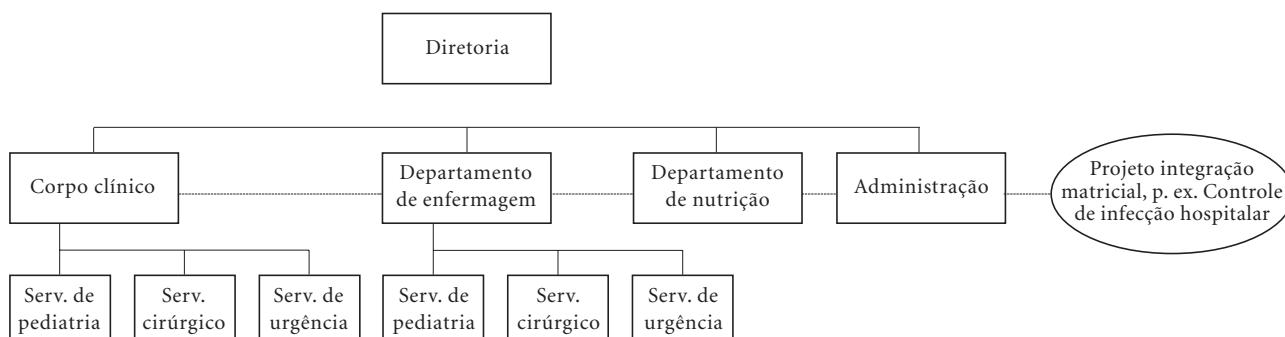 Diretoria
Corpo clínico
Departamento
de enfermagem
Departamento
de nutrição
Administração
Projeto integração
matricial, p. ex. Controle
de infecção hospitalar
Serv. de
pediatria
Serv.
cirúrgico
Serv. de
urgência
Serv. de
pediatria
Serv.
cirúrgico
Serv. de
urgência